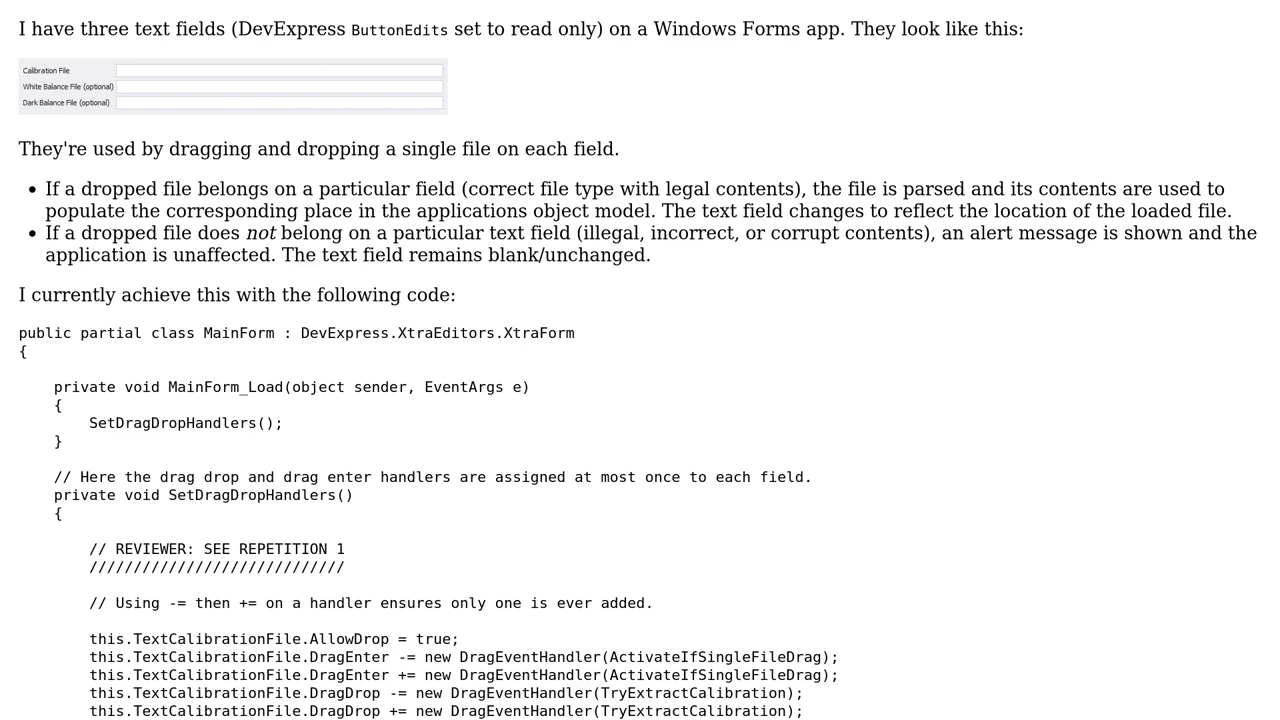 I have three text fields (DevExpress ButtonEdits set to read only) on a Windows Forms app. They look like this:
Calibration File
White Balance File (optional)
Dark Balance File (optional)
They're used by dragging and dropping a single file on each field.
• If a dropped file belongs on a particular field (correct file type with legal contents), the file is parsed and its contents are used to
populate the corresponding place in the applications object model. The text field changes to reflect the location of the loaded file.
• If a dropped file does not belong on a particular text field (illegal, incorrect, or corrupt contents), an alert message is shown and the
application is unaffected. The text field remains blank/unchanged.
I currently achieve this with the following code:
public partial class MainForm : DevExpress.XtraEditors.XtraForm
{
    private void MainForm_Load(object sender, EventArgs e)
    {
        SetDragDropHandlers();
    }
    // Here the drag drop and drag enter handlers are assigned at most once to each field.
    private void SetDragDropHandlers()
    {
        // REVIEWER: SEE REPETITION 1
        /////////////////////////////
        // Using -= then += on a handler ensures only one is ever added.
        this.TextCalibrationFile.AllowDrop = true;
        this.TextCalibrationFile.DragEnter -= new DragEventHandler(ActivateIfSingleFileDrag);
        this.TextCalibrationFile.DragEnter += new DragEventHandler(ActivateIfSingleFileDrag);
        this.TextCalibrationFile.DragDrop -= new DragEventHandler(TryExtractCalibration);
        this.TextCalibrationFile.DragDrop += new DragEventHandler(TryExtractCalibration);